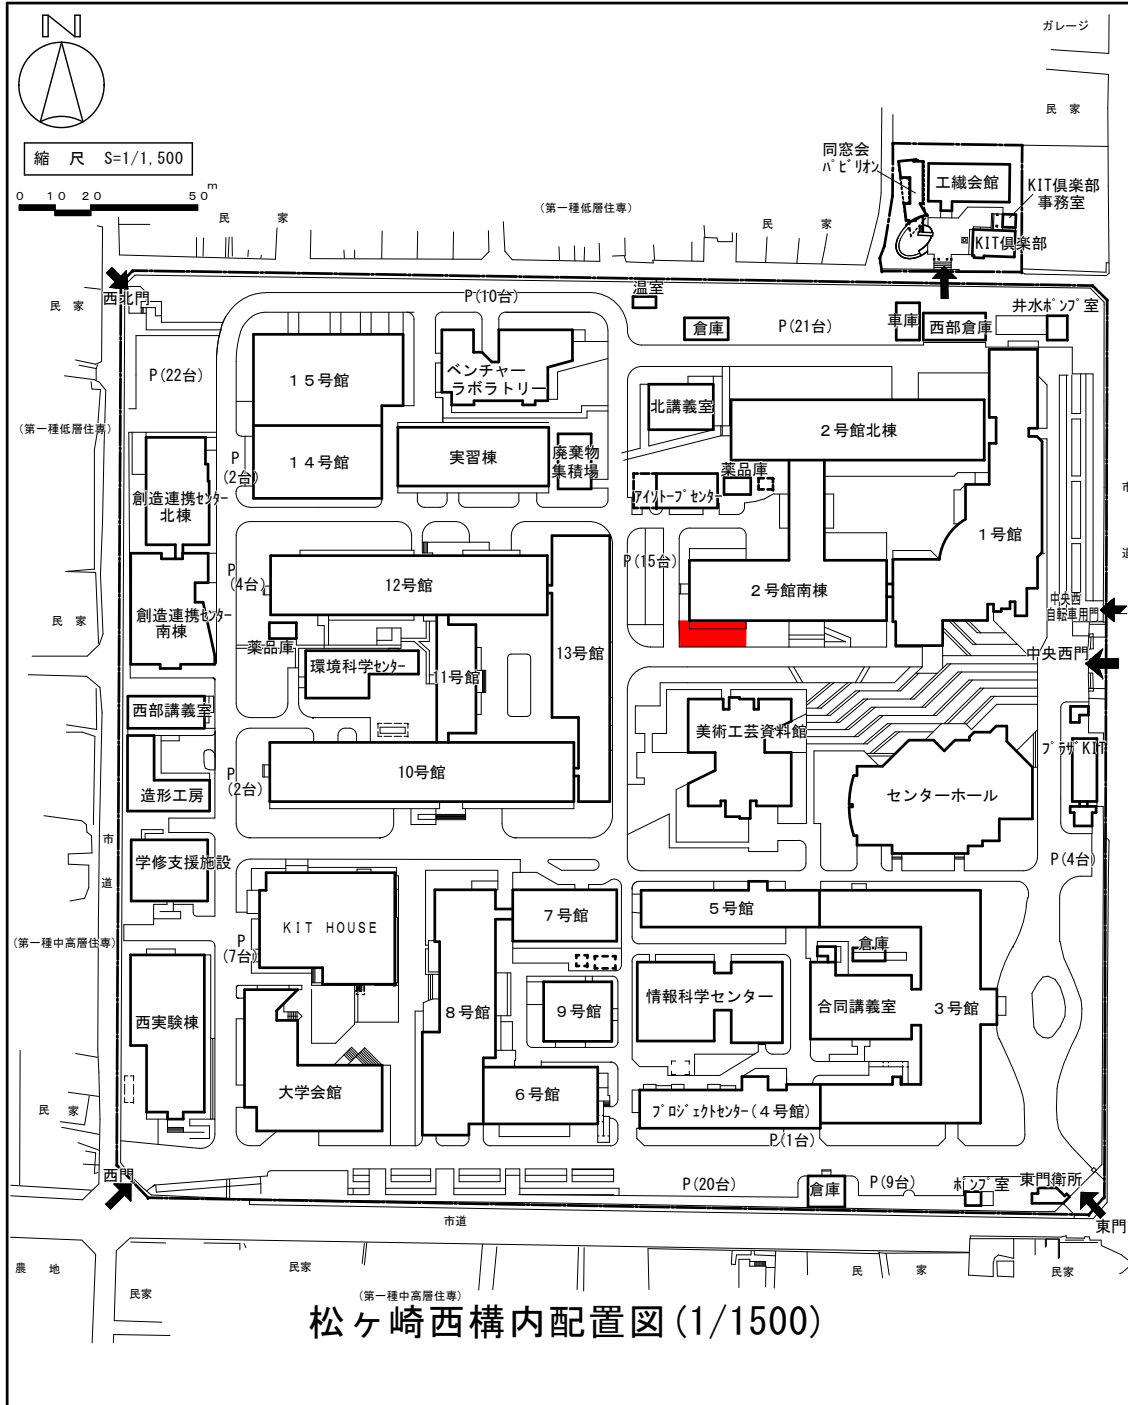 N
縮 尺 S=1/1,500
0 10 20 50 m
ガレージ
民 家
同窓会
パビリオン
工繊会館
KIT倶楽部
事務室
KIT倶楽部
(第一種低層住専)
民 家
民 家
西北門
民 家
P(10台)
温室
倉庫
P(21台)
車庫
西部倉庫
井水ポンプ室
P(22台)
15号館
ベンチャー
ラボラトリー
北講義室
2号館北棟
(第一種低層住専)
P
(2台)
14号館
実習棟
廃棄物
集積場
薬品庫
アイソトープセンター
創造連携センター
北棟
1号館
市
道
P
(4台)
12号館
P(15台)
2号館南棟
中央西
自転車用門
民 家
創造連携センター
南棟
薬品庫
環境科学センター
11号館
13号館
中央西門
西部講義室
美術工芸資料館
プラザKIT
P
(2台)
10号館
造形工房
センターホール
市
道
学修支援施設
P(4台)
KIT HOUSE
7号館
5号館
(第一種中高層住専)
P
(7台)
倉庫
西実験棟
8号館
9号館
情報科学センター
合同講義室
3号館
大学会館
6号館
プロジェクトセンター(4号館)
民 家
P(1台)
西門
P(20台)
倉庫
P(9台)
ポンプ室
東門衛所
東門
市道
農 地
民家
民 家
民家
民家
(第一種中高層住専)
松ヶ崎西構内配置図(1/1500)